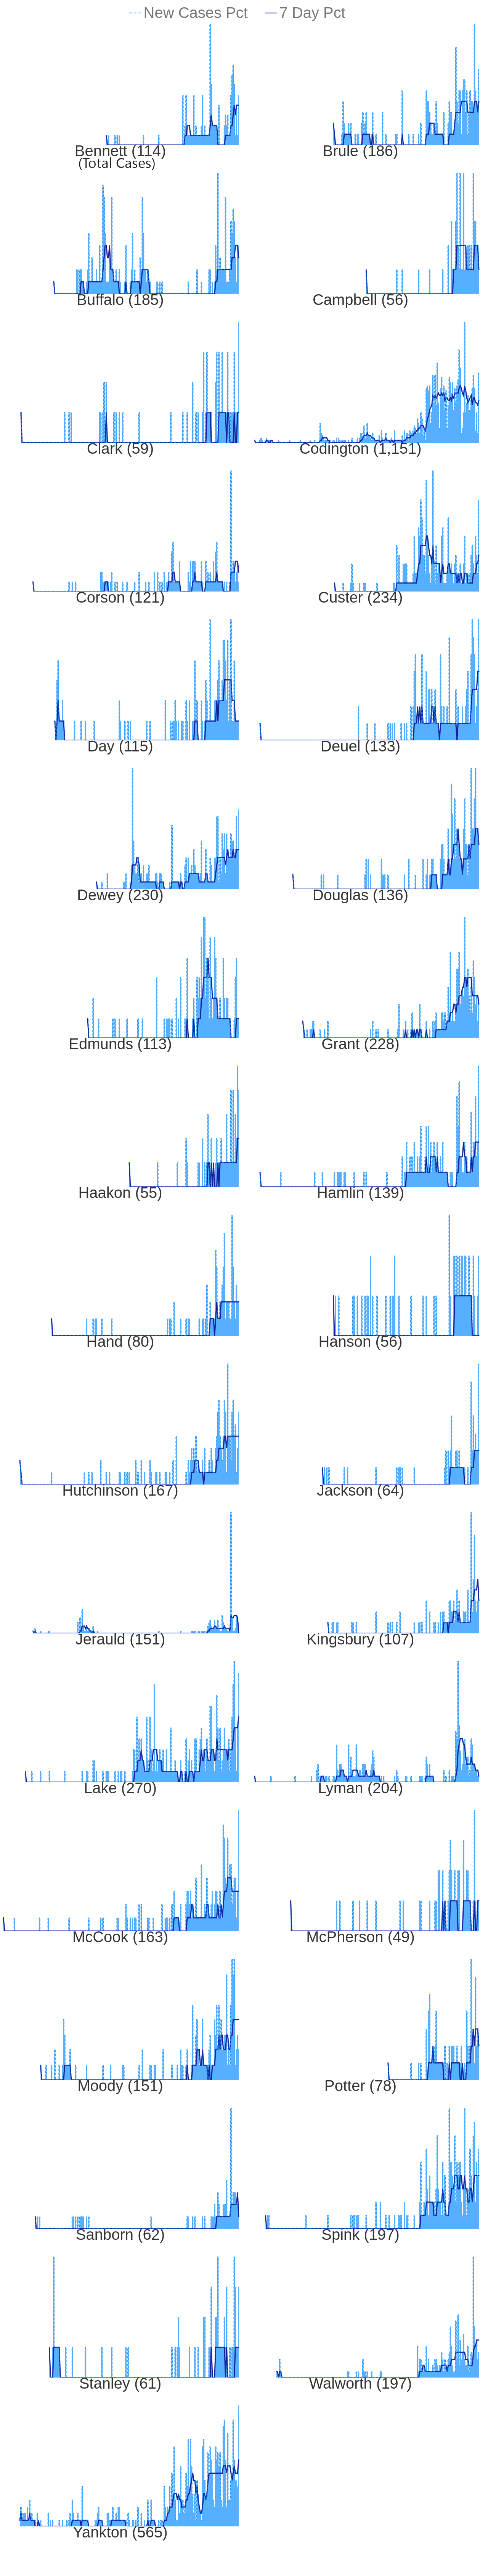 New Cases Pct 7 Day Pct
Bennett (114) Brule (186)
(Total Cases)
Buffalo (185) Campbell (56)
Clark (59) Codington (1,151)
Corson (121) Custer (234)
Day (115) Deuel (133)
Dewey (230) Douglas (136)
Edmunds (113) Grant (228)
Haakon (55) Hamlin (139)
Hand (80) Hanson (56)
Hutchinson (167) Jackson (64)
Jerauld (151) Kingsbury (107)
Lake (270) Lyman (204)
McCook (163) McPherson (49)
Moody (151) Potter (78)
Sanborn (62) Spink (197)
Stanley (61) Walworth (197)
Yankton (565)